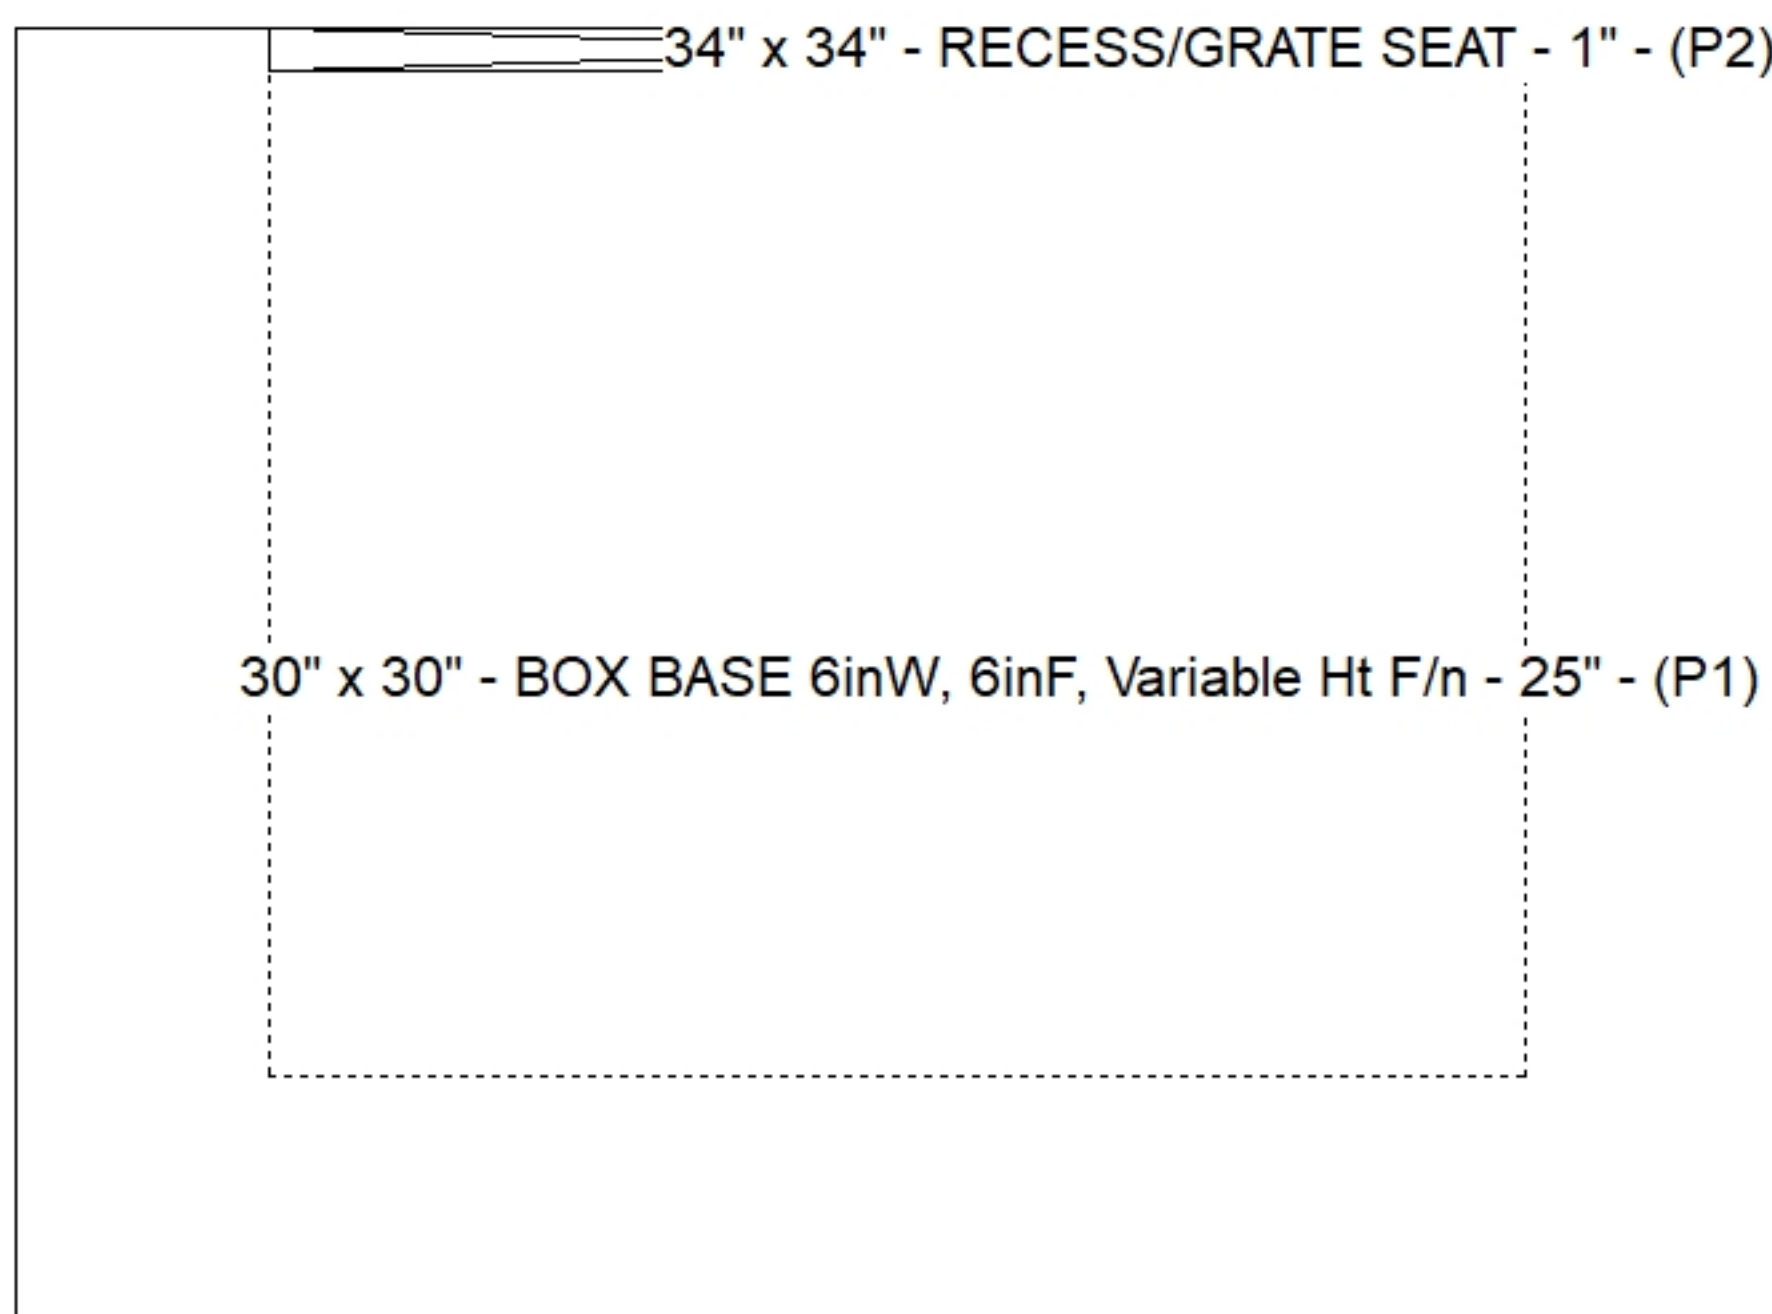 34" x 34" - RECESS/GRATE SEAT - 1" - (P2)
30" x 30" - BOX BASE 6inW, 6inF, Variable Ht F/n - 25" - (P1)